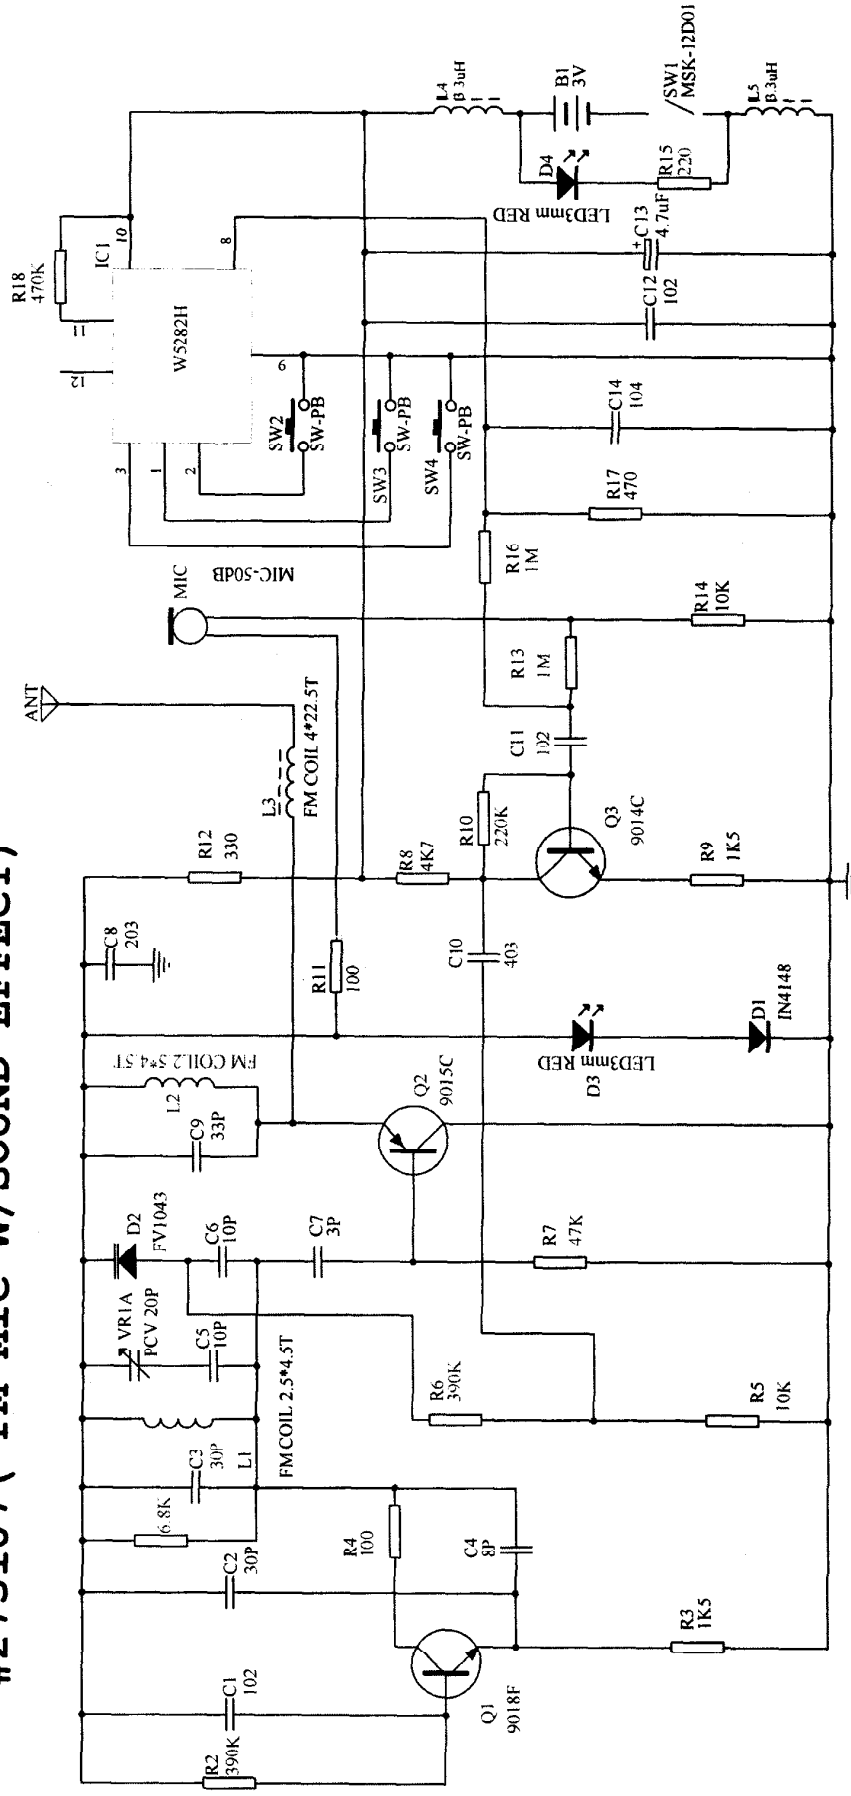 R2
390K
C1
102
Q1
9018F
C2
30P
6.8K
C3
30P
L1
FMCOIL 2.5*4.5T
R4
100
C4
8P
R3
1K5
VR1A
PCV 20P
C5
10P
D2
FV1043
C6
10P
C7
3P
R6
390K
R5
10K
R7
47K
C9
33P
L2
FM COIL2.5*4.5T
Q2
9015C
C8
203
R11
100
C10
403
D3
LED3mm RED
D1
IN4148
R12
330
L3
FM COIL 4*22.5T
ANT
R8
4K7
R10
220K
Q3
9014C
R9
1K5
C11
102
R13
1M
MIC
MIC-50dB
R14
10K
R16
1M
R17
470
C14
104
3
1
2
SW2
SW-PB
SW3
SW-PB
SW4
SW-PB
W5282H
IC1
12
11
10
8
9
R18
470K
C12
102
+
C13
4.7uF
D4
LED3mm RED
R15
220
L4
3.3uH
B1
3V
SW1
MSK-12D01
L5
3.3uH